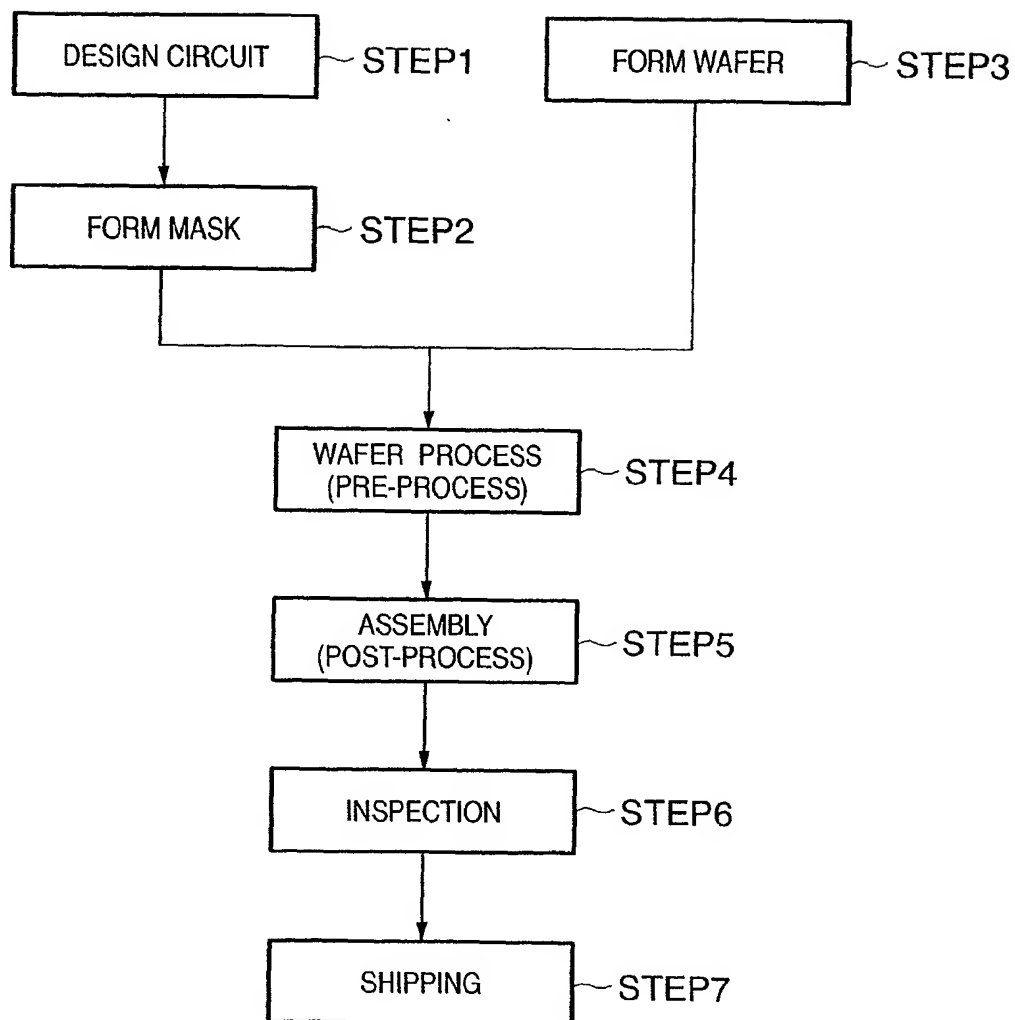 DESIGN CIRCUIT
STEP1
FORM WAFER
STEP3
FORM MASK
STEP2
WAFER PROCESS
(PRE-PROCESS)
STEP4
ASSEMBLY
(POST-PROCESS)
STEP5
INSPECTION
STEP6
SHIPPING
STEP7